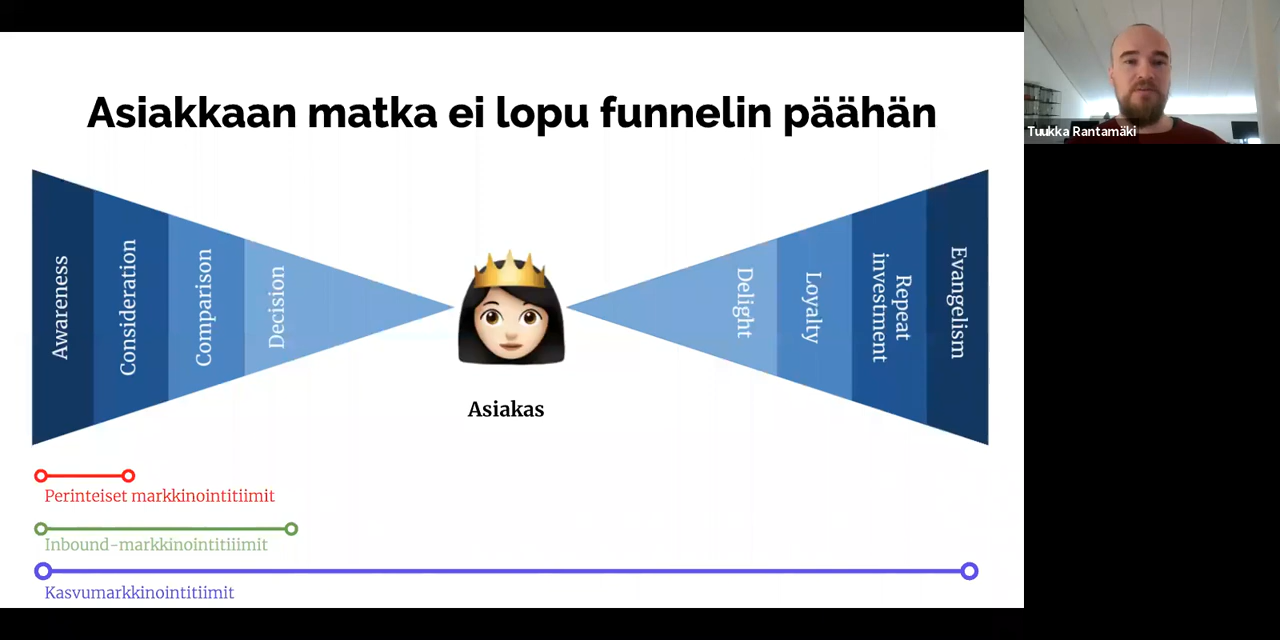 Asiakkaan matka ei lopu funnelin päähän
Awareness
Consideration
Comparison
Decision
Delight
Loyalty
Repeat
investment
Evangelism
Asiakas
Perinteiset markkinointitiimit
Inbound-markkinointitiiimit
Kasvumarkkinointitiimit
Tuukka Rantamäki